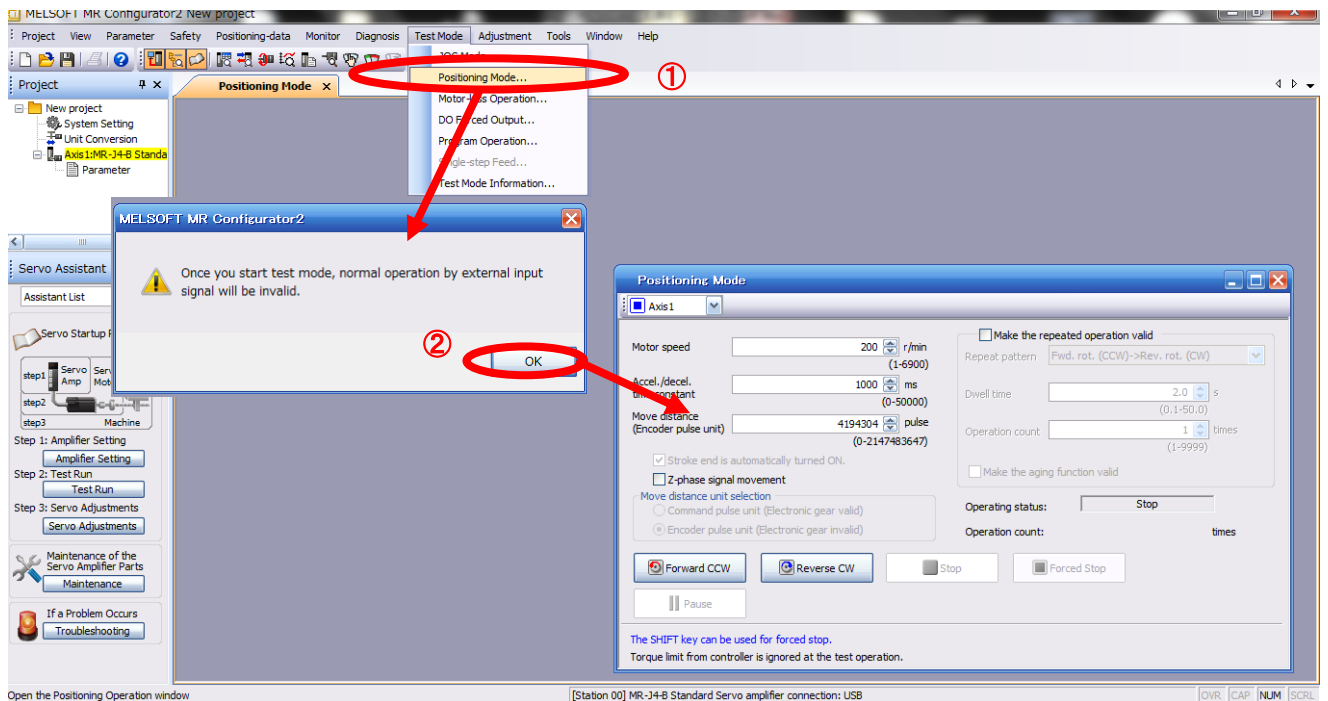 MELSOFT MR Configurator2 New project
Project View Parameter Safety Positioning-data Monitor Diagnosis Test Mode Adjustment Tools Window Help
Project
Positioning Mode
Positioning Mode...
①
Motor-less Operation...
DO Forced Output...
Program Operation...
Single-step Feed...
Test Mode Information...
New project
System Setting
Unit Conversion
Axis1:MR-J4-B Standa
Parameter
MELSOFT MR Configurator2
Once you start test mode, normal operation by external input
signal will be invalid.
②
OK
Servo Assistant
Assistant List
Servo Startup
step1
Servo
Amp
step2
step3
Machine
Step 1: Amplifier Setting
Amplifier Setting
Step 2: Test Run
Test Run
Step 3: Servo Adjustments
Servo Adjustments
Maintenance of the
Servo Amplifier Parts
Maintenance
If a Problem Occurs
Troubleshooting
Positioning Mode
Axis1
Motor speed 200 r/min
(1-6900)
Accel./decel.
time constant 1000 ms
(0-50000)
Move distance
(Encoder pulse unit) 4194304 pulse
(0-2147483647)
Stroke end is automatically turned ON.
Z-phase signal movement
Move distance unit selection
Command pulse unit (Electronic gear valid)
Encoder pulse unit (Electronic gear invalid)
Make the repeated operation valid
Repeat pattern Fwd. rot. (CCW)->Rev. rot. (CW)
Dwell time 2.0 s
(0.1-50.0)
Operation count 1 times
(1-9999)
Make the aging function valid
Operating status: Stop
Operation count: times
Forward CCW Reverse CW Stop Forced Stop
Pause
The SHIFT key can be used for forced stop.
Torque limit from controller is ignored at the test operation.
Open the Positioning Operation window
[Station 00] MR-J4-B Standard Servo amplifier connection: USB
OVR CAP NUM SCRL